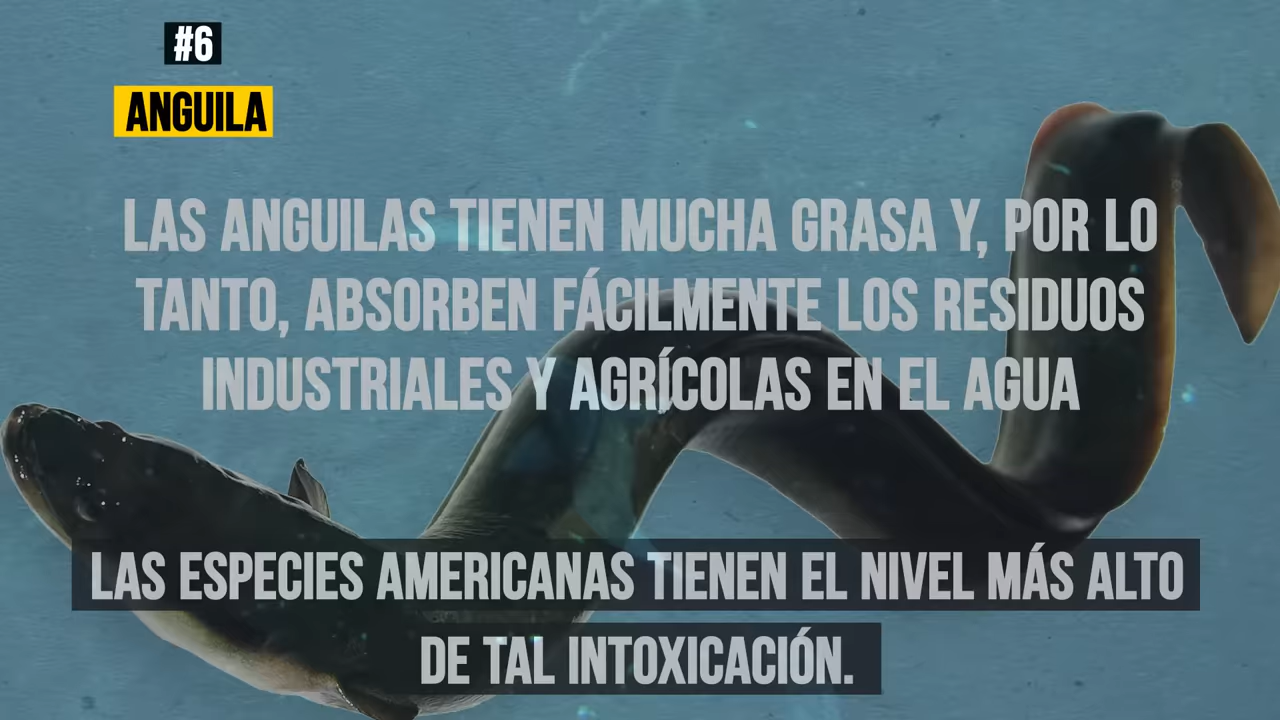 #6
ANGUILA
LAS ANGUILAS TIENEN MUCHA GRASA Y, POR LO
TANTO, ABSORBEN FÁCILMENTE LOS RESIDUOS
INDUSTRIALES Y AGRÍCOLAS EN EL AGUA
LAS ESPECIES AMERICANAS TIENEN EL NIVEL MÁS ALTO
DE TAL INTOXICACIÓN.